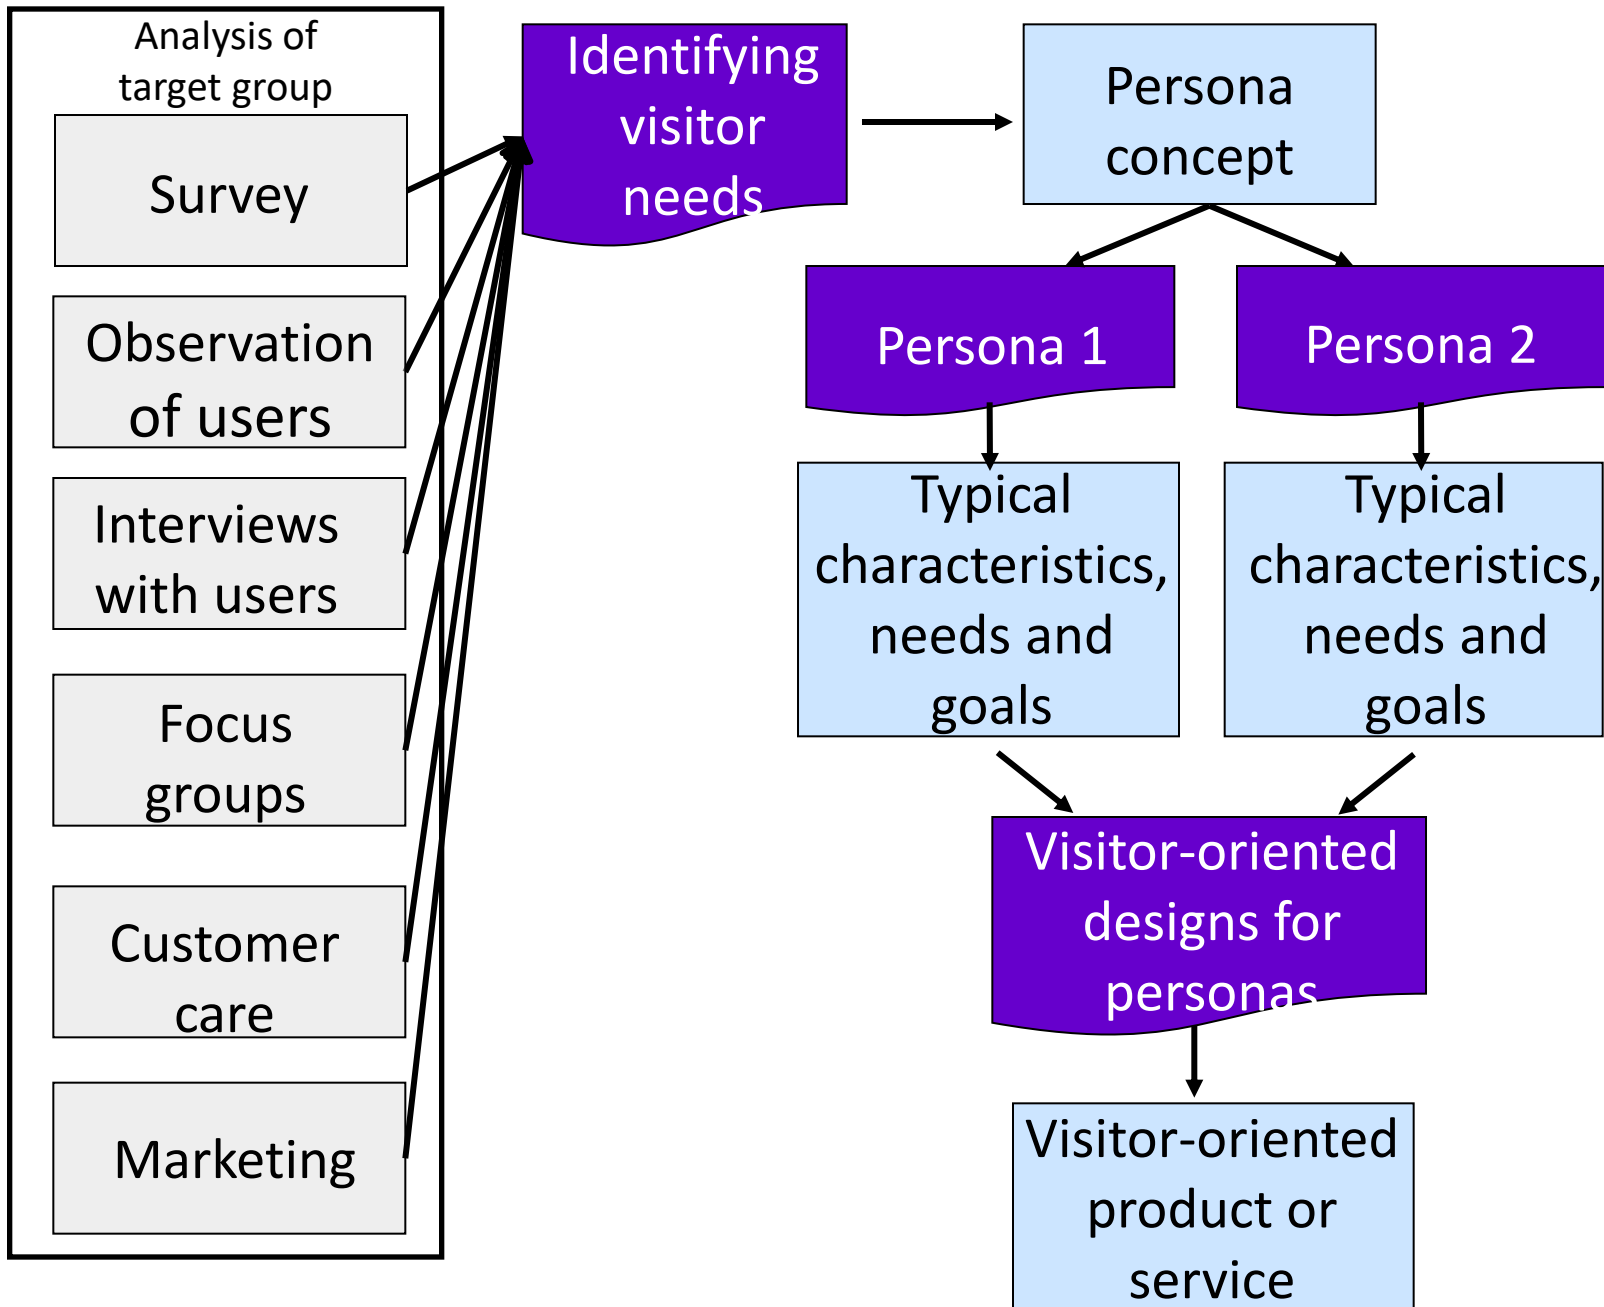 Analysis of
target group
Survey
Observation
of users
Interviews
with users
Focus
groups
Customer
care
Marketing
Identifying
visitor
needs
Persona
concept
Persona 1
Persona 2
Typical
characteristics,
needs and
goals
Typical
characteristics,
needs and
goals
Visitor-oriented
designs for
personas
Visitor-oriented
product or
service